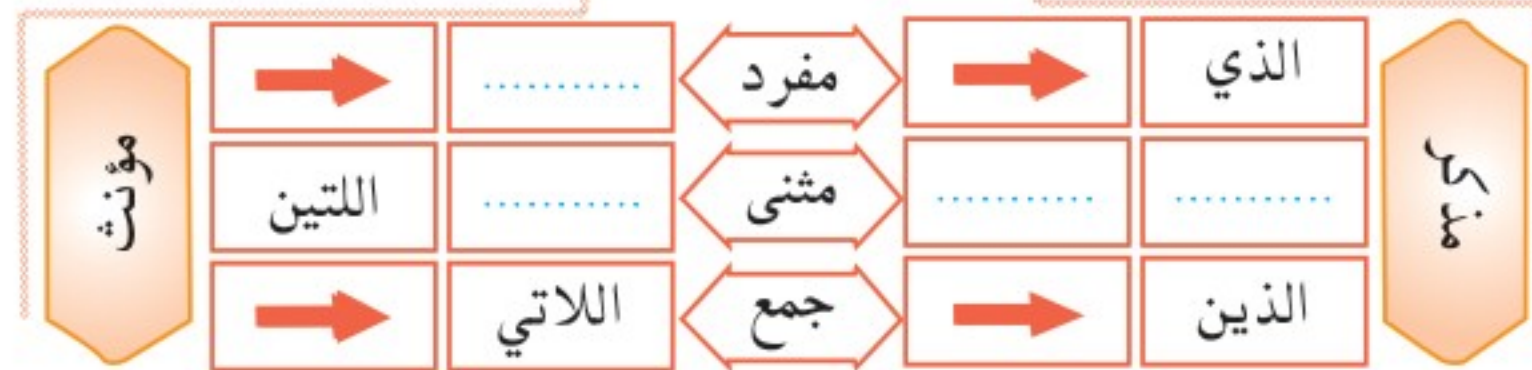 مذكر
الذي مفرد ...........
........... ........... مثنى ........... اللتين
الذين جمع اللاتي
مؤنث